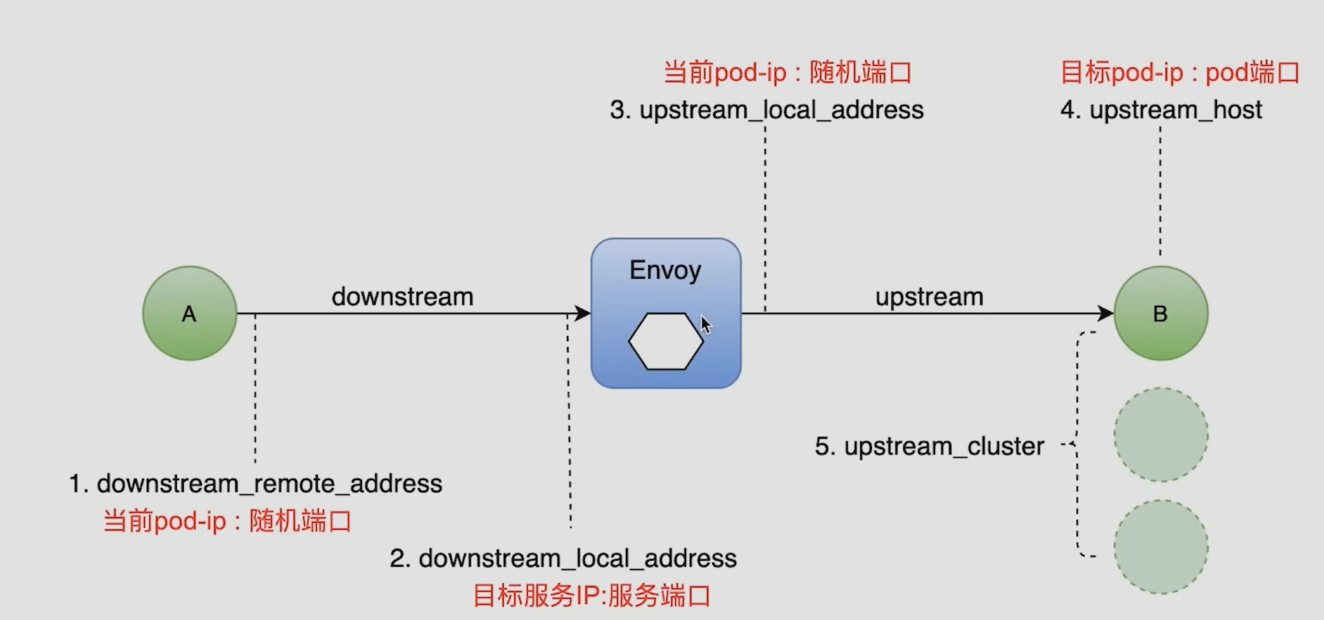 当前pod-ip : 随机端口
3. upstream_local_address
目标pod-ip : pod端口
4. upstream_host
Envoy
A
downstream
upstream
B
5. upstream_cluster
1. downstream_remote_address
当前pod-ip : 随机端口
2. downstream_local_address
目标服务IP:服务端口